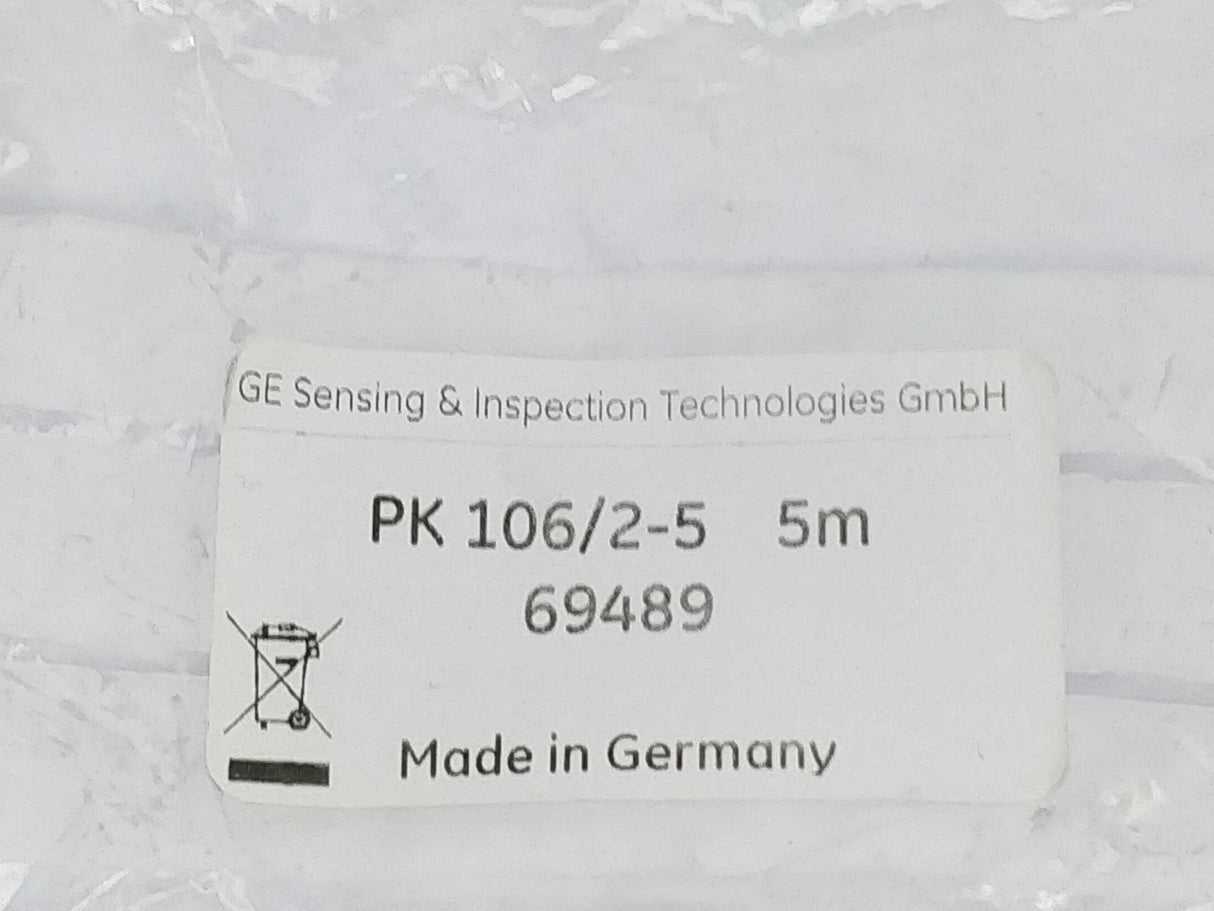 GE Sensing & Inspection Technologies GmbH
PK 106/2-5 5m
69489
Made in Germany